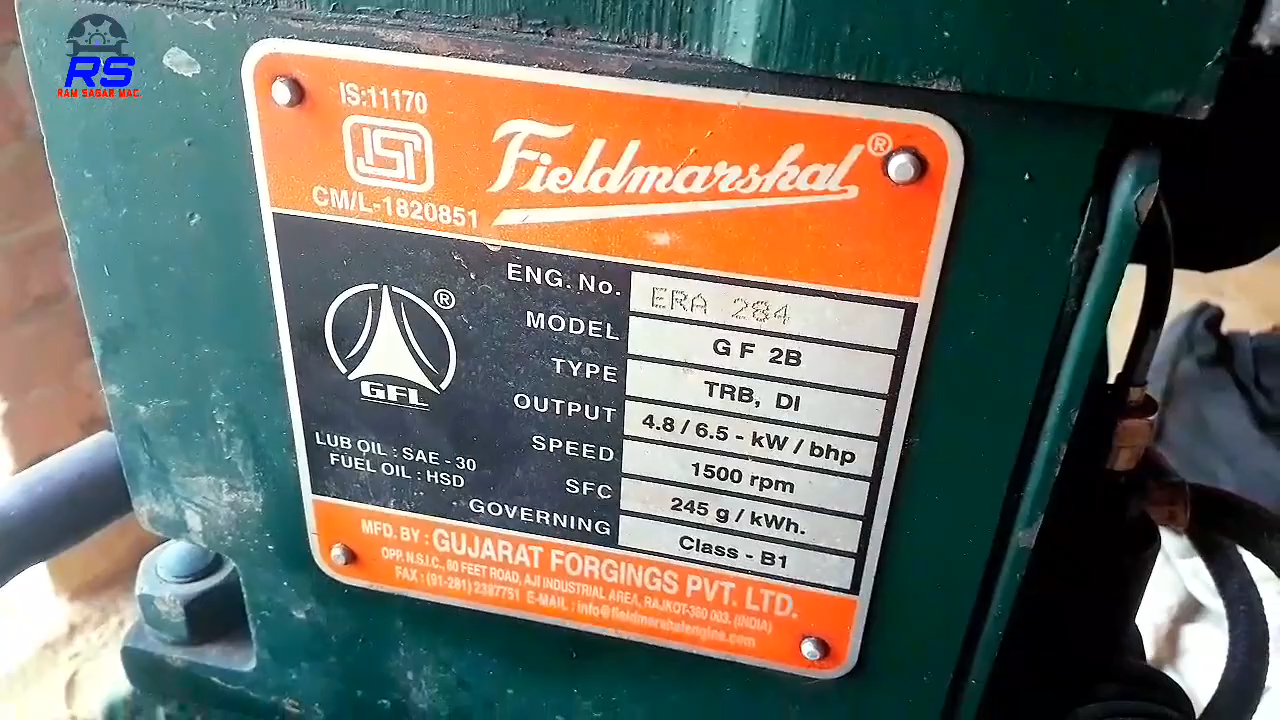 RS
RAM SAGAR MAC.
IS:11170
ISI
CM/L-1820851
Fieldmarshal®
ENG. No. ERA 284
MODEL G F 2B
TYPE TRB, DI
OUTPUT 4.8 / 6.5 - kW / bhp
SPEED 1500 rpm
SFC 245 g / kWh.
GOVERNING Class - B1
®
GFL
LUB OIL : SAE - 30
FUEL OIL : HSD
MFD. BY : GUJARAT FORGINGS PVT. LTD.
OPP. N.S.I.C., 80 FEET ROAD, AJI INDUSTRIAL AREA, RAJKOT-360 003. (INDIA)
FAX : (91-281) 2387751 E-MAIL : info@fieldmarshalengine.com